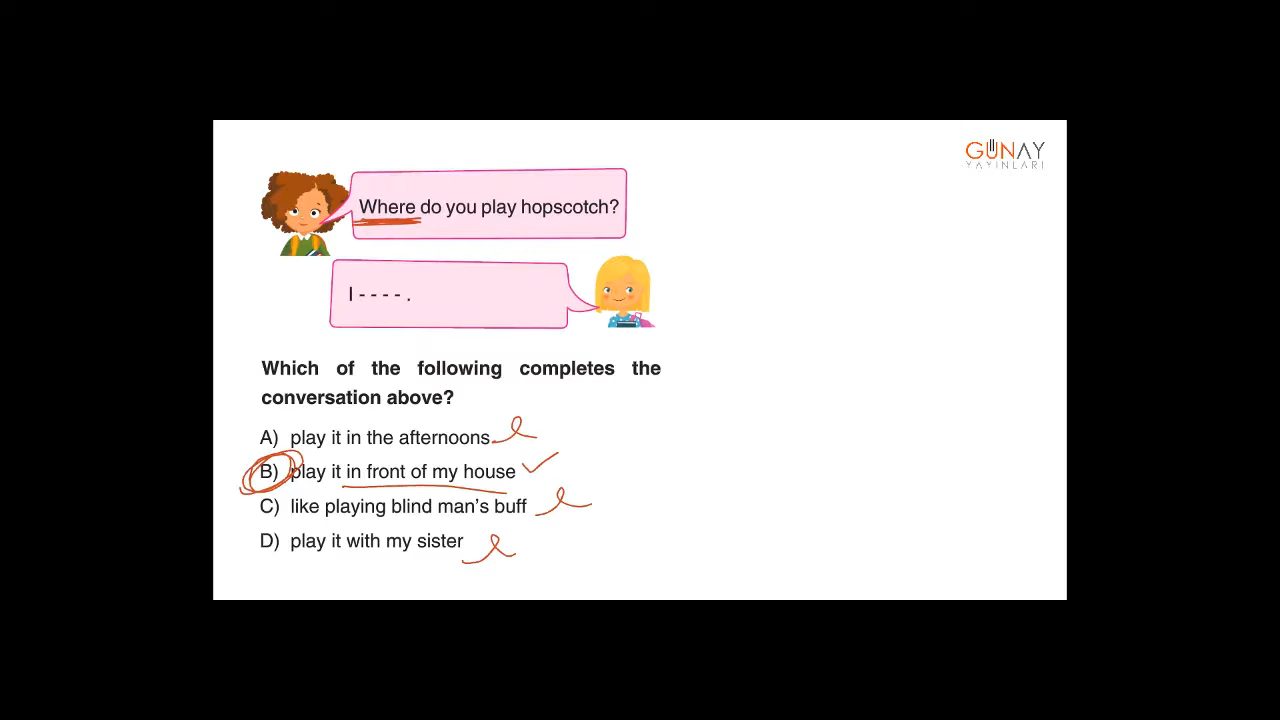 GÜNAY
YAYINLARI
Where do you play hopscotch?
I - - - - .
Which of the following completes the
conversation above?
A) play it in the afternoons
B) play it in front of my house
C) like playing blind man's buff
D) play it with my sister